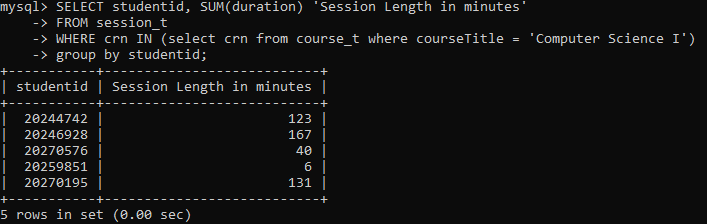 mysql> SELECT studentid, SUM(duration) 'Session Length in minutes'
    -> FROM session_t
    -> WHERE crn IN (select crn from course_t where courseTitle = 'Computer Science I')
    -> group by studentid;
+-----------+---------------------------+
| studentid | Session Length in minutes |
+-----------+---------------------------+
|  20244742 |                       123 |
|  20246928 |                       167 |
|  20270576 |                        40 |
|  20259851 |                         6 |
|  20270195 |                       131 |
+-----------+---------------------------+
5 rows in set (0.00 sec)